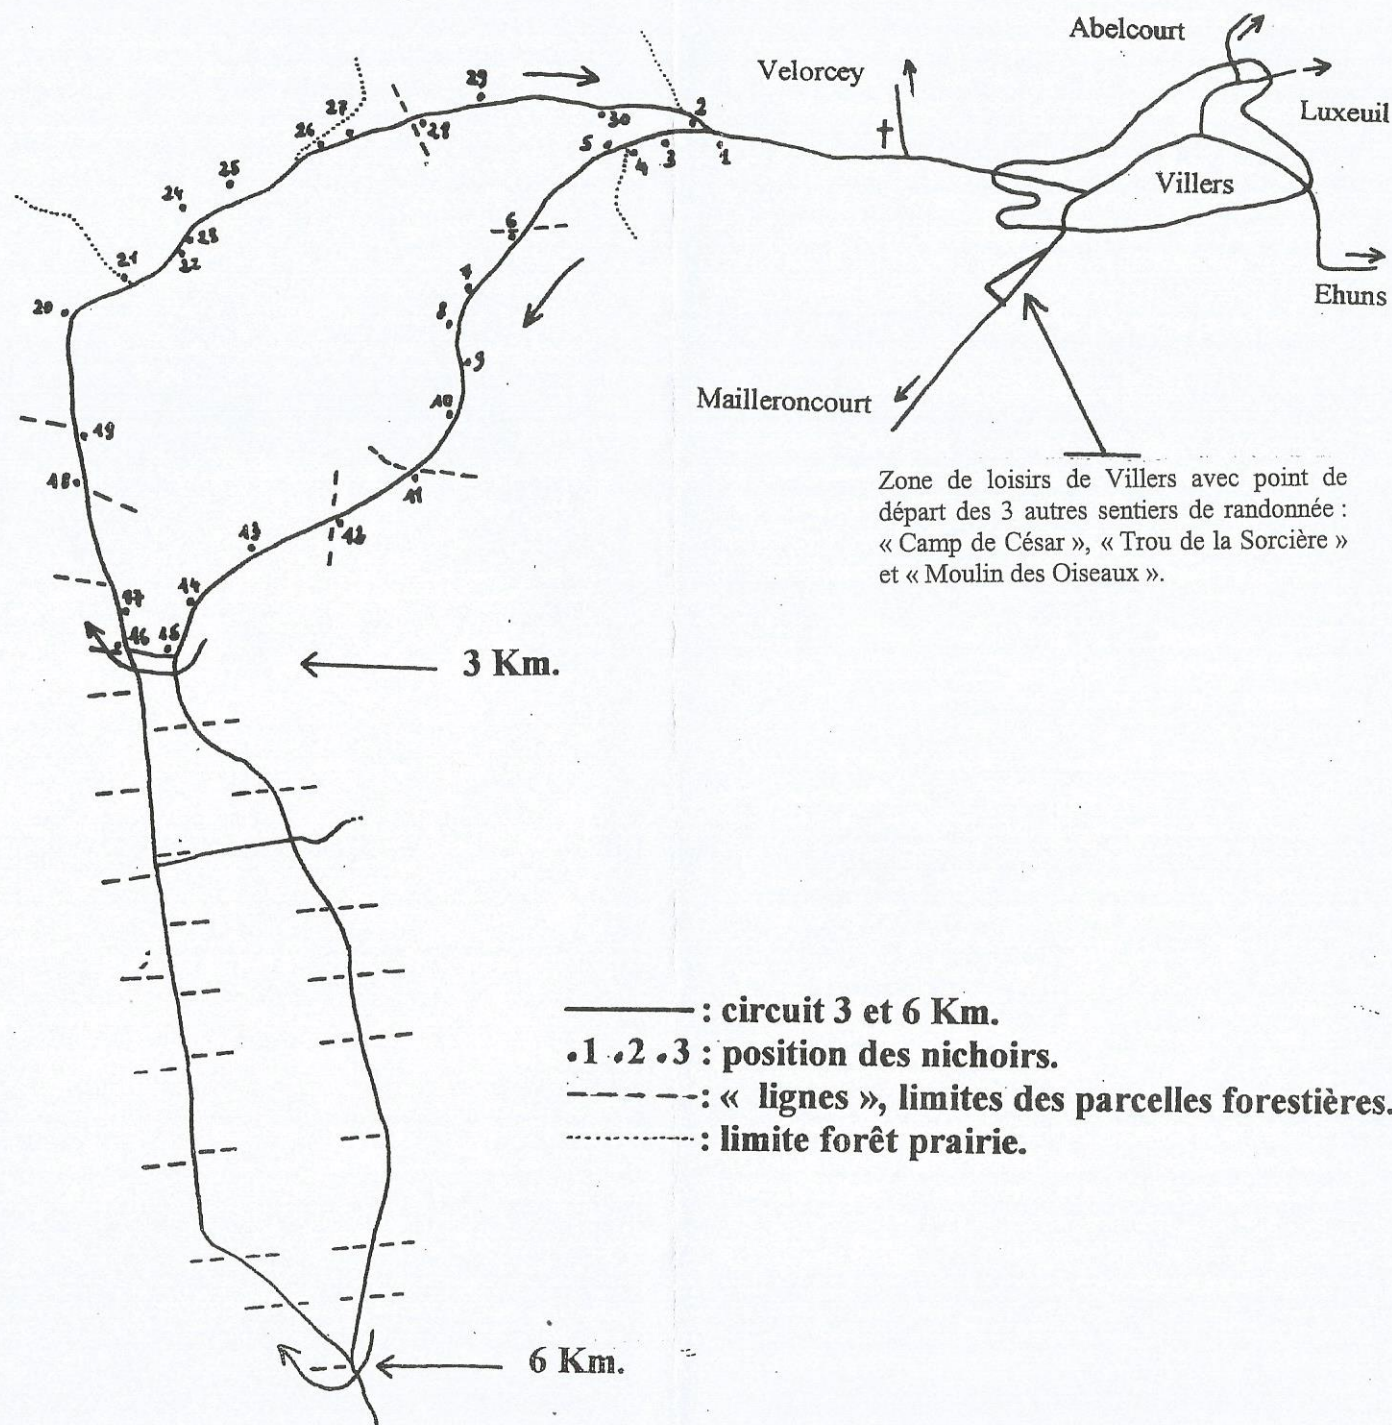 Abelcourt
Velorcey
Luxeuil
Villers
Ehuns
Mailleroncourt
Zone de loisirs de Villers avec point de
départ des 3 autres sentiers de randonnée :
« Camp de César », « Trou de la Sorcière »
et « Moulin des Oiseaux ».
1
2
3
4
5
6
7
8
9
10
11
12
13
14
15
16
17
18
19
20
21
22
23
24
25
26
27
28
29
30
3 Km.
: circuit 3 et 6 Km.
.1 .2 .3 : position des nichoirs.
: « lignes », limites des parcelles forestières.
: limite forêt prairie.
6 Km.